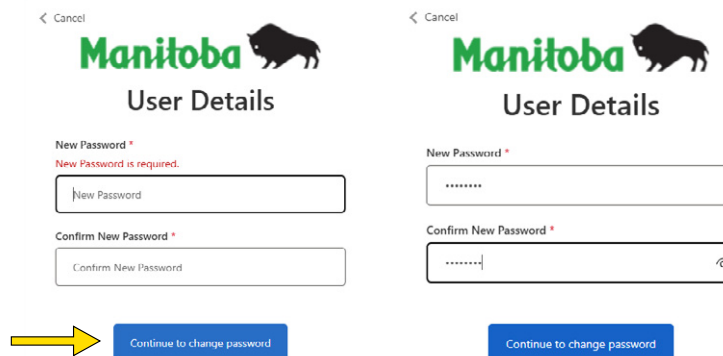 Cancel
Manitoba
User Details
New Password *
New Password is required.
New Password
Confirm New Password *
Confirm New Password
Continue to change password
Cancel
Manitoba
User Details
New Password *
••••••••
Confirm New Password *
••••••••
Continue to change password